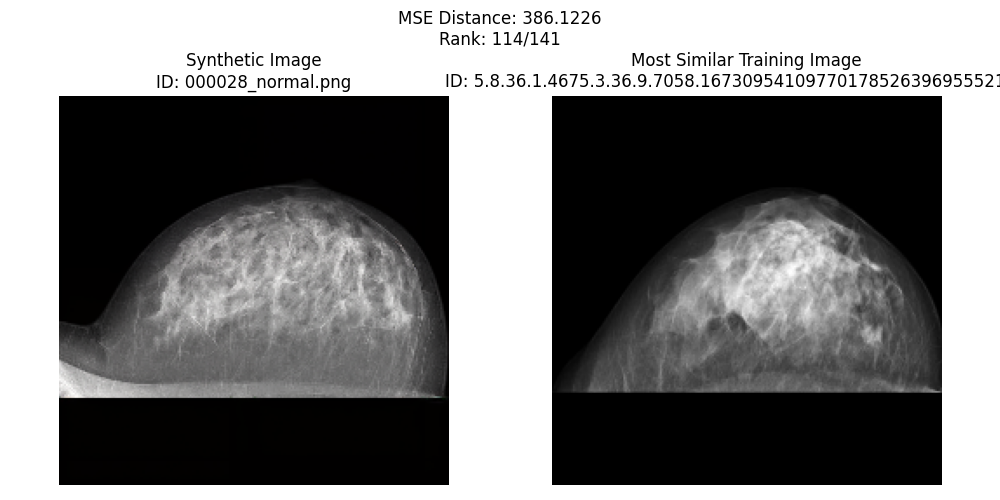 MSE Distance: 386.1226
Rank: 114/141
Synthetic Image
ID: 000028_normal.png
Most Similar Training Image
ID: 5.8.36.1.4675.3.36.9.7058.16730954109770178526396955521